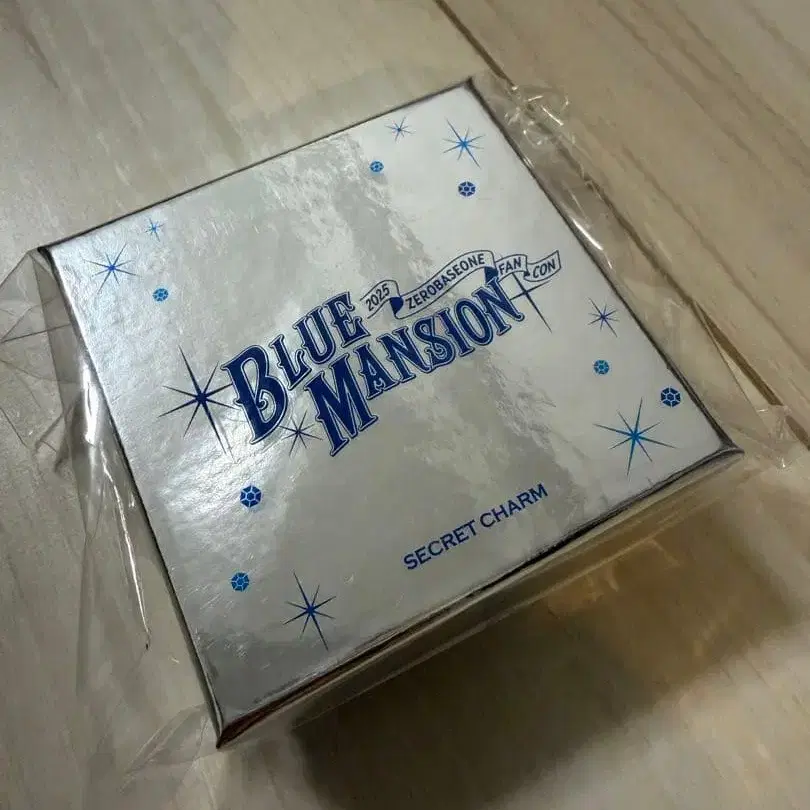 2025 ZEROBASEONE FAN CON
BLUE
MANSION
SECRET CHARM